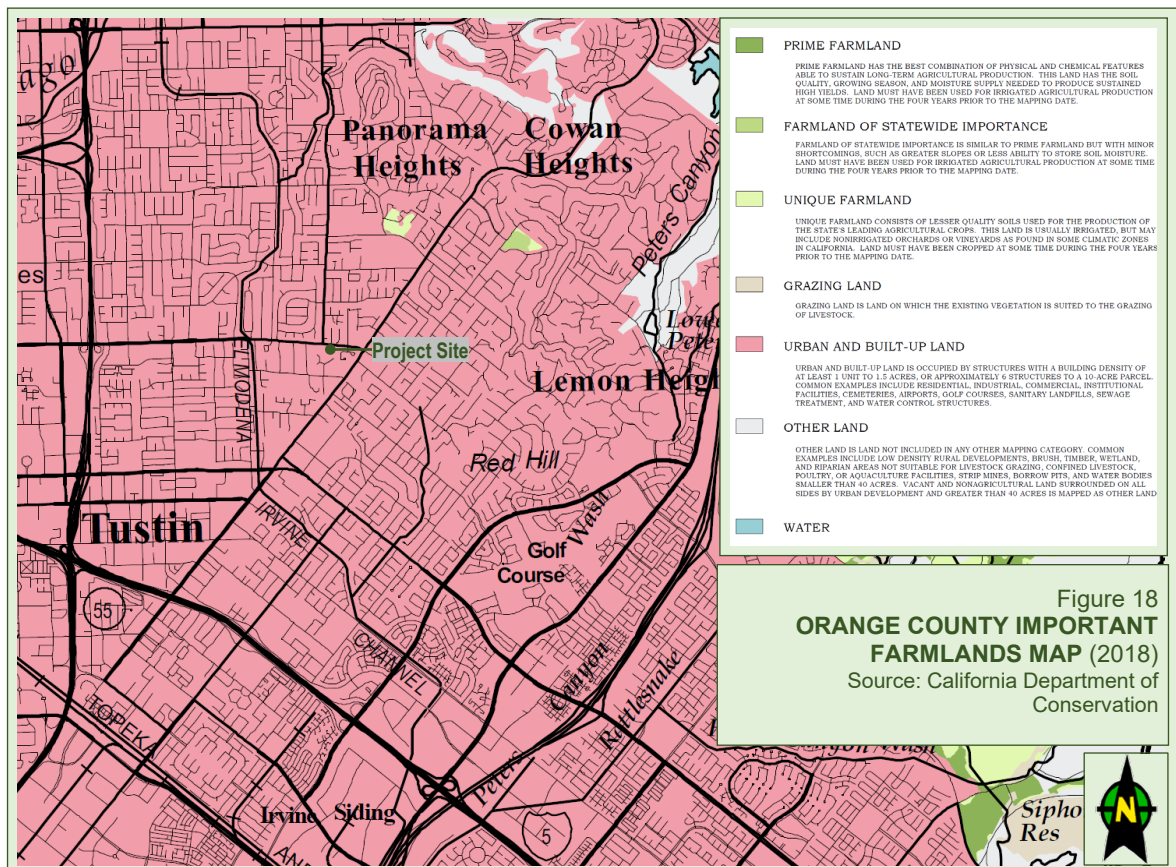 ago
Panorama
Heights
Cowan
Heights
Peters Canyon
es
EL MODENA
Project Site
Lowe
Pete
Lemon Heigh
Red Hill
Tustin
IRVINE
Golf
Course
Wash
55
CHANNEL
Canyon
Rattlesnake
TOPEKA
Peters
Irvine Siding
5
AN
yon Wash
Sipho
Res
PRIME FARMLAND
PRIME FARMLAND HAS THE BEST COMBINATION OF PHYSICAL AND CHEMICAL FEATURES
ABLE TO SUSTAIN LONG-TERM AGRICULTURAL PRODUCTION. THIS LAND HAS THE SOIL
QUALITY, GROWING SEASON, AND MOISTURE SUPPLY NEEDED TO PRODUCE SUSTAINED
HIGH YIELDS. LAND MUST HAVE BEEN USED FOR IRRIGATED AGRICULTURAL PRODUCTION
AT SOME TIME DURING THE FOUR YEARS PRIOR TO THE MAPPING DATE.
FARMLAND OF STATEWIDE IMPORTANCE
FARMLAND OF STATEWIDE IMPORTANCE IS SIMILAR TO PRIME FARMLAND BUT WITH MINOR
SHORTCOMINGS, SUCH AS GREATER SLOPES OR LESS ABILITY TO STORE SOIL MOISTURE.
LAND MUST HAVE BEEN USED FOR IRRIGATED AGRICULTURAL PRODUCTION AT SOME TIME
DURING THE FOUR YEARS PRIOR TO THE MAPPING DATE.
UNIQUE FARMLAND
UNIQUE FARMLAND CONSISTS OF LESSER QUALITY SOILS USED FOR THE PRODUCTION OF
THE STATE'S LEADING AGRICULTURAL CROPS. THIS LAND IS USUALLY IRRIGATED, BUT MAY
INCLUDE NONIRRIGATED ORCHARDS OR VINEYARDS AS FOUND IN SOME CLIMATIC ZONES
IN CALIFORNIA. LAND MUST HAVE BEEN CROPPED AT SOME TIME DURING THE FOUR YEARS
PRIOR TO THE MAPPING DATE.
GRAZING LAND
GRAZING LAND IS LAND ON WHICH THE EXISTING VEGETATION IS SUITED TO THE GRAZING
OF LIVESTOCK.
URBAN AND BUILT-UP LAND
URBAN AND BUILT-UP LAND IS OCCUPIED BY STRUCTURES WITH A BUILDING DENSITY OF
AT LEAST 1 UNIT TO 1.5 ACRES, OR APPROXIMATELY 6 STRUCTURES TO A 10-ACRE PARCEL.
COMMON EXAMPLES INCLUDE RESIDENTIAL, INDUSTRIAL, COMMERCIAL, INSTITUTIONAL
FACILITIES, CEMETERIES, AIRPORTS, GOLF COURSES, SANITARY LANDFILLS, SEWAGE
TREATMENT, AND WATER CONTROL STRUCTURES.
OTHER LAND
OTHER LAND IS LAND NOT INCLUDED IN ANY OTHER MAPPING CATEGORY. COMMON
EXAMPLES INCLUDE LOW DENSITY RURAL DEVELOPMENTS, BRUSH, TIMBER, WETLAND,
AND RIPARIAN AREAS NOT SUITABLE FOR LIVESTOCK GRAZING, CONFINED LIVESTOCK,
POULTRY, OR AQUACULTURE FACILITIES, STRIP MINES, BORROW PITS, AND WATER BODIES
SMALLER THAN 40 ACRES. VACANT AND NONAGRICULTURAL LAND SURROUNDED ON ALL
SIDES BY URBAN DEVELOPMENT AND GREATER THAN 40 ACRES IS MAPPED AS OTHER LAND
WATER
Figure 18
ORANGE COUNTY IMPORTANT
FARMLANDS MAP (2018)
Source: California Department of
Conservation
N